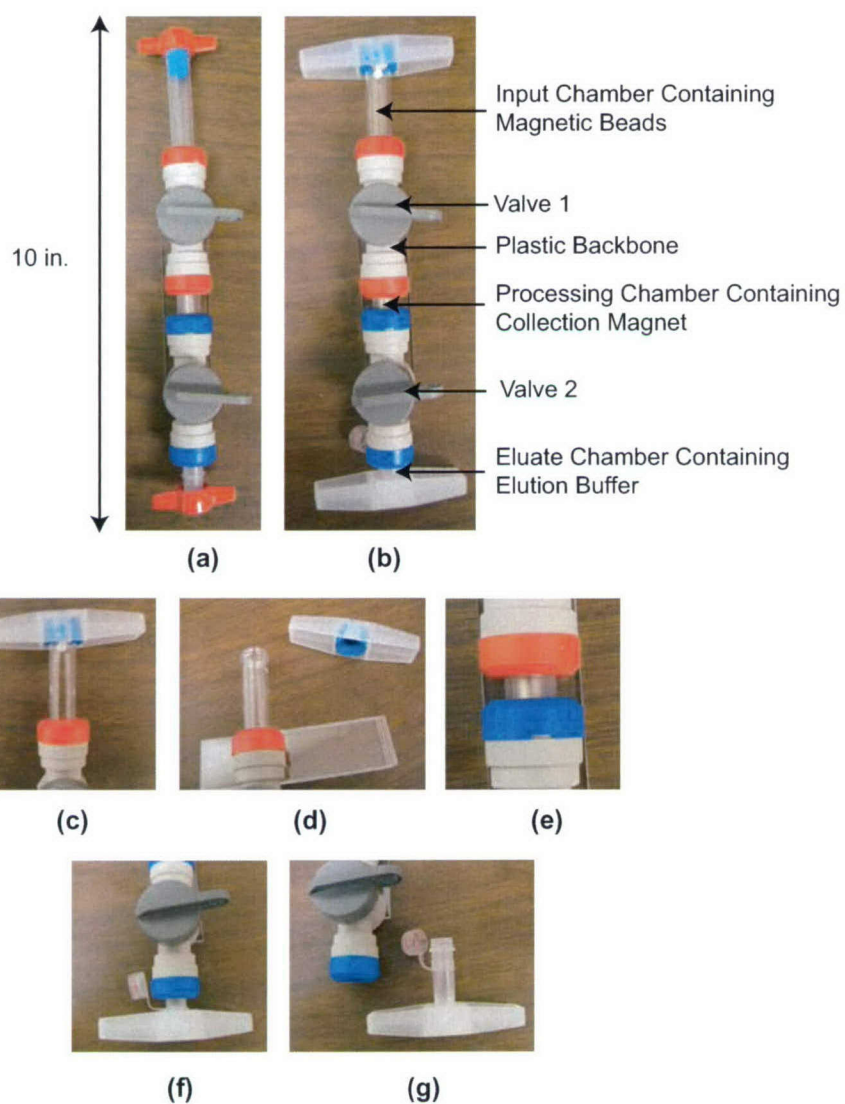 10 in.
Input Chamber Containing
Magnetic Beads
Valve 1
Plastic Backbone
Processing Chamber Containing
Collection Magnet
Valve 2
Eluate Chamber Containing
Elution Buffer
(a)
(b)
(c)
(d)
(e)
(f)
(g)